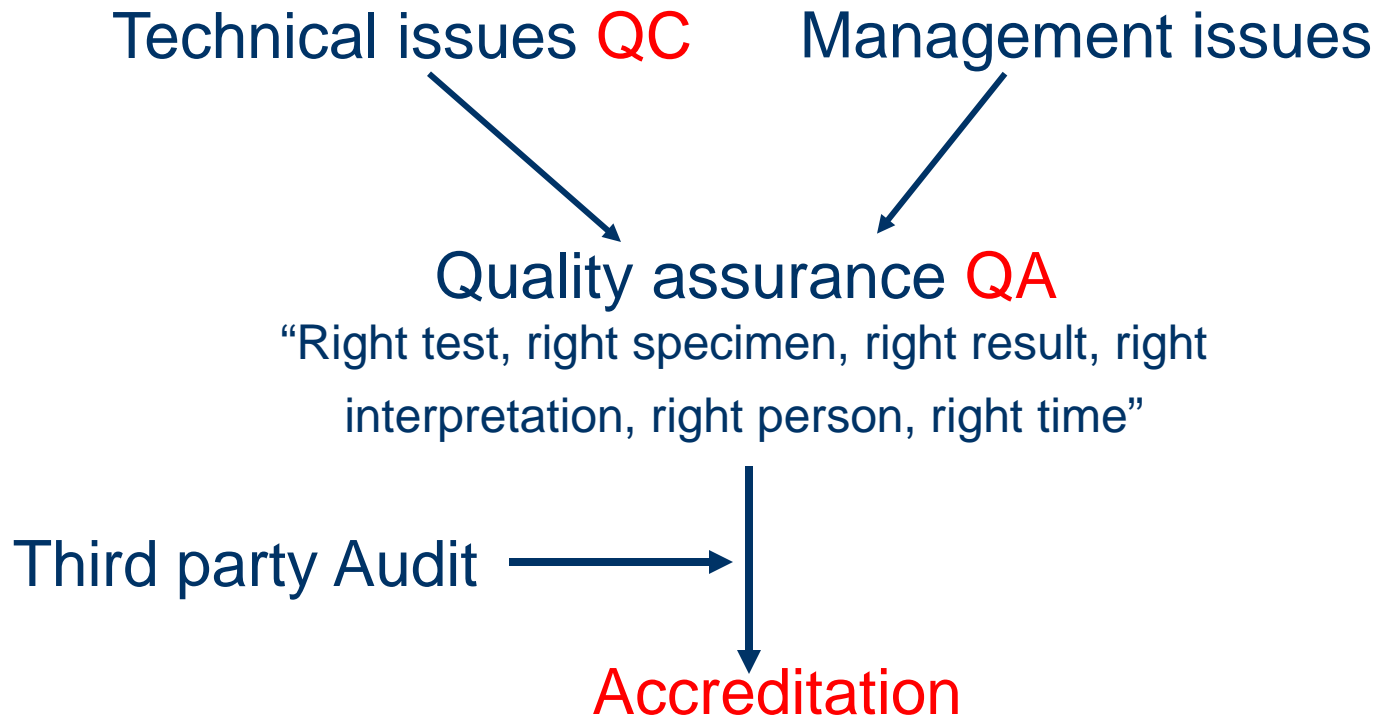 Technical issues QC
Management issues
Quality assurance QA
“Right test, right specimen, right result, right
interpretation, right person, right time”
Third party Audit
Accreditation